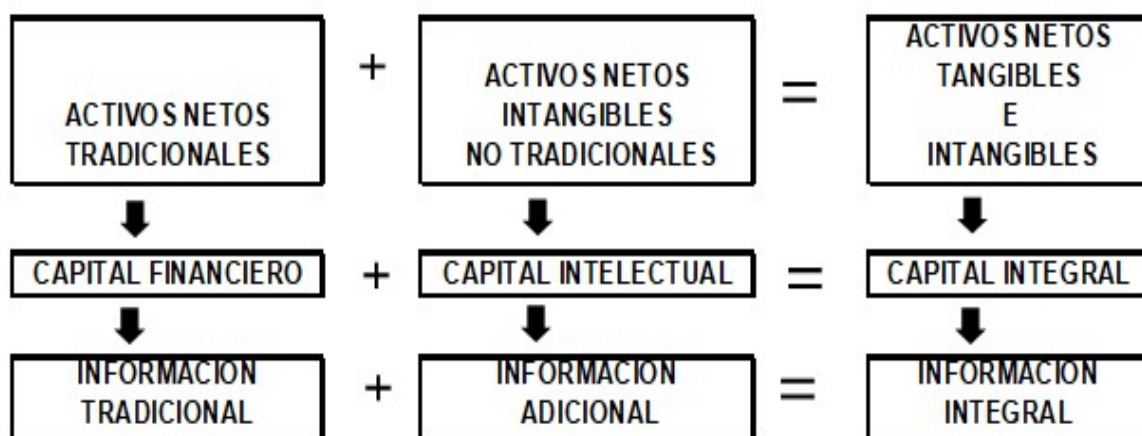 ACTIVOS NETOS
TRADICIONALES
+
ACTIVOS NETOS
INTANGIBLES
NO TRADICIONALES
=
ACTIVOS NETOS
TANGIBLES
E
INTANGIBLES
CAPITAL FINANCIERO
+
CAPITAL INTELECTUAL
=
CAPITAL INTEGRAL
INFORMACION
TRADICIONAL
+
INFORMACION
ADICIONAL
=
INFORMACION
INTEGRAL